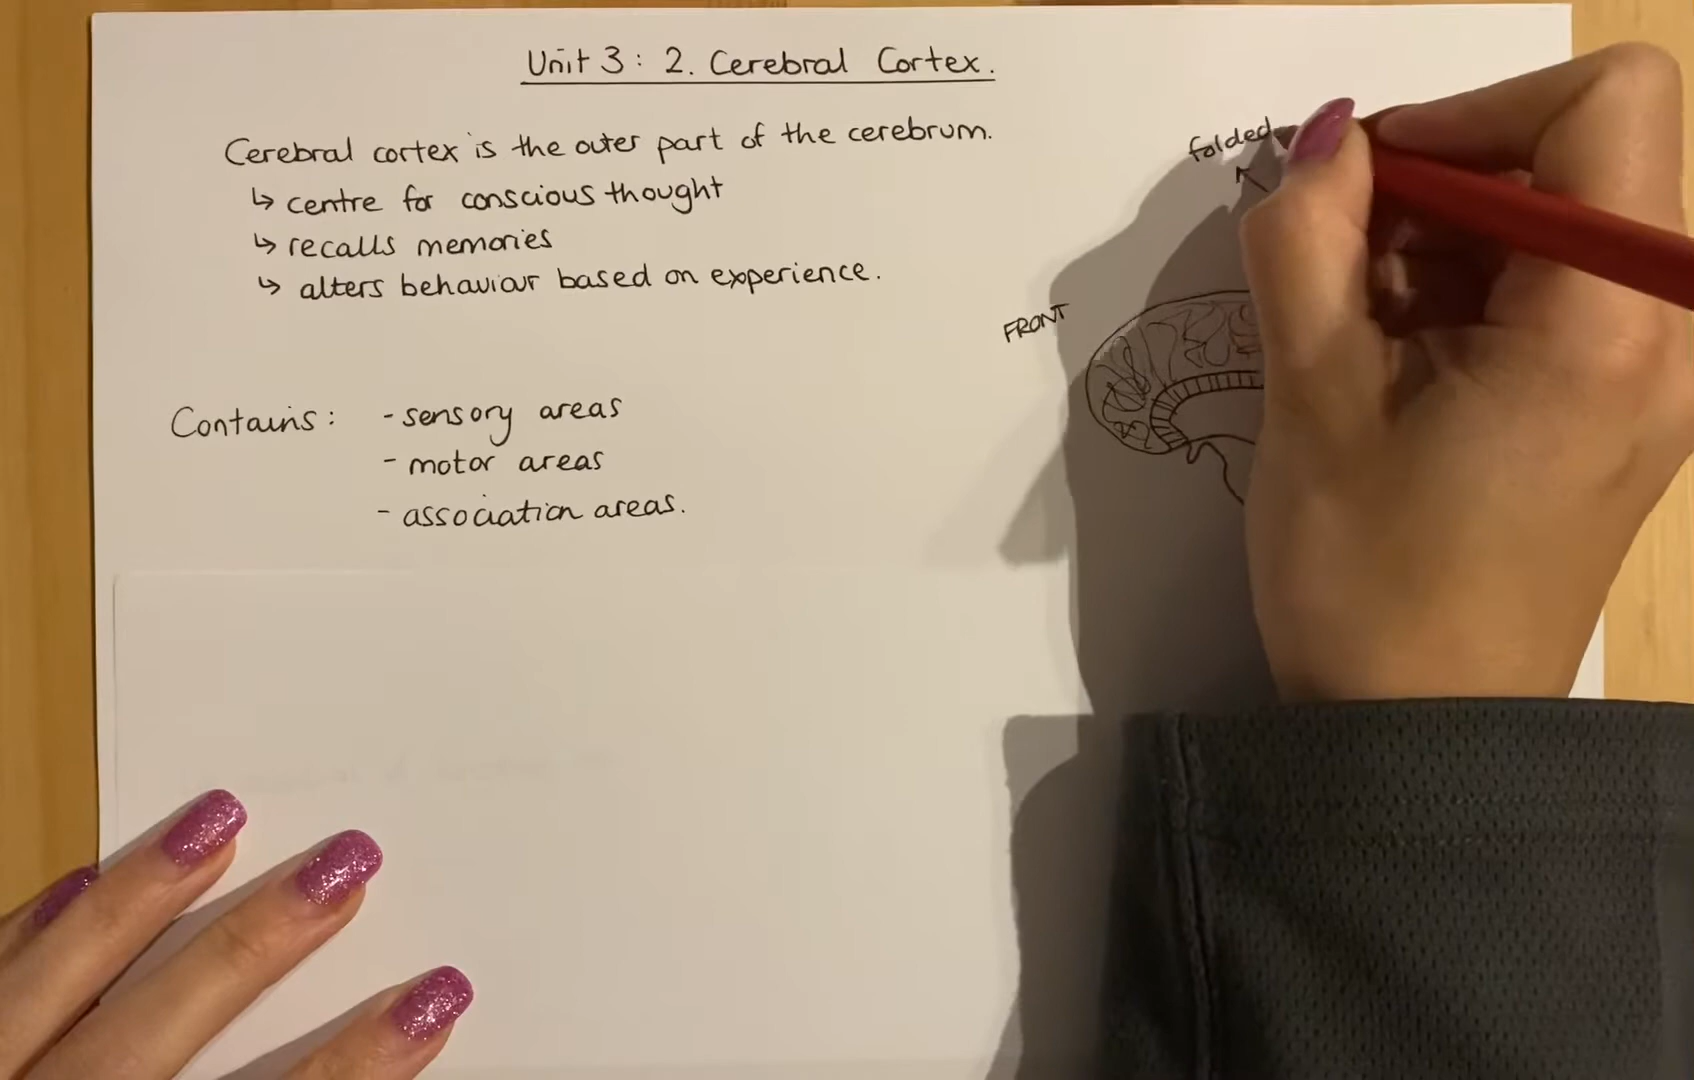 Unit 3: 2. Cerebral Cortex.
Cerebral cortex is the outer part of the cerebrum.
↳ centre for conscious thought
↳ recalls memories
↳ alters behaviour based on experience.
folded
FRONT
Contains: - sensory areas
- motor areas
- association areas.